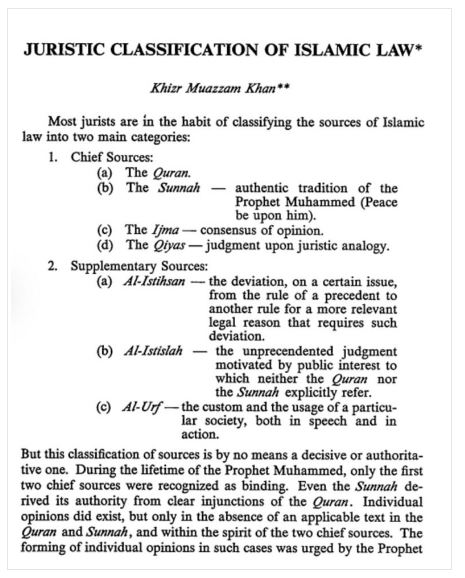 JURISTIC CLASSIFICATION OF ISLAMIC LAW*
Khizr Muazzam Khan**
Most jurists are in the habit of classifying the sources of Islamic
law into two main categories:
1. Chief Sources:
(a) The Quran.
(b) The Sunnah — authentic tradition of the
Prophet Muhammed (Peace
be upon him).
(c) The Ijma — consensus of opinion.
(d) The Qiyas — judgment upon juristic analogy.
2. Supplementary Sources:
(a) Al-Istihsan — the deviation, on a certain issue,
from the rule of a precedent to
another rule for a more relevant
legal reason that requires such
deviation.
(b) Al-Istislah — the unprecendented judgment
motivated by public interest to
which neither the Quran nor
the Sunnah explicitly refer.
(c) Al-Urf — the custom and the usage of a particu-
lar society, both in speech and in
action.
But this classification of sources is by no means a decisive or authorita-
tive one. During the lifetime of the Prophet Muhammed, only the first
two chief sources were recognized as binding. Even the Sunnah de-
rived its authority from clear injunctions of the Quran. Individual
opinions did exist, but only in the absence of an applicable text in the
Quran and Sunnah, and within the spirit of the two chief sources. The
forming of individual opinions in such cases was urged by the Prophet